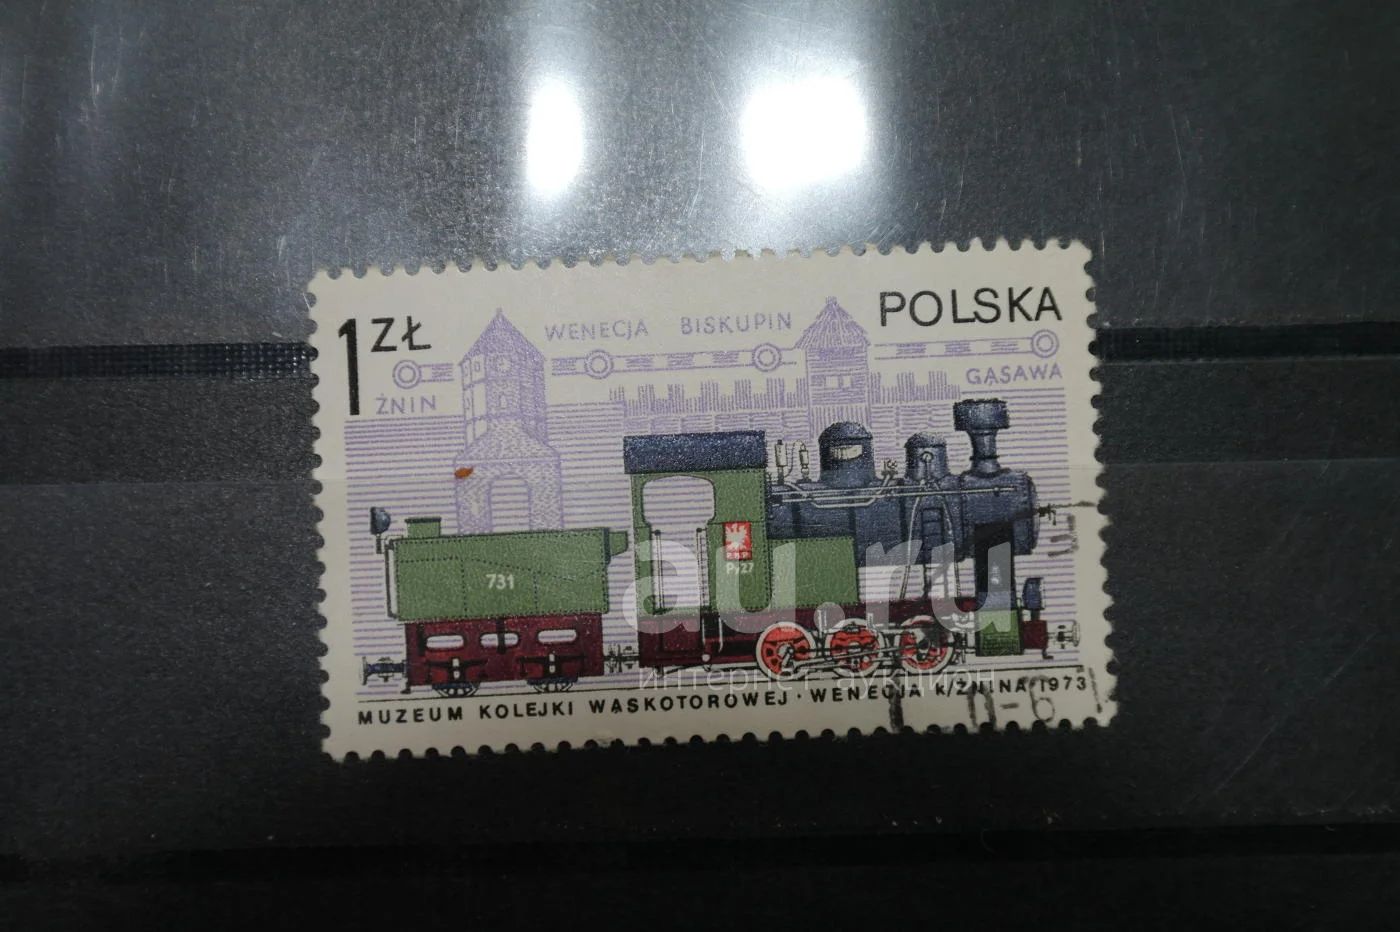 1 ZŁ
POLSKA
WENECJA BISKUPIN
ŻNIN
GĄSAWA
731
P.K.P
Px27
au.ru
интернет аукцион
MUZEUM KOLEJKI WĄSKOTOROWEJ · WENECJA K/ŻNINA 1973